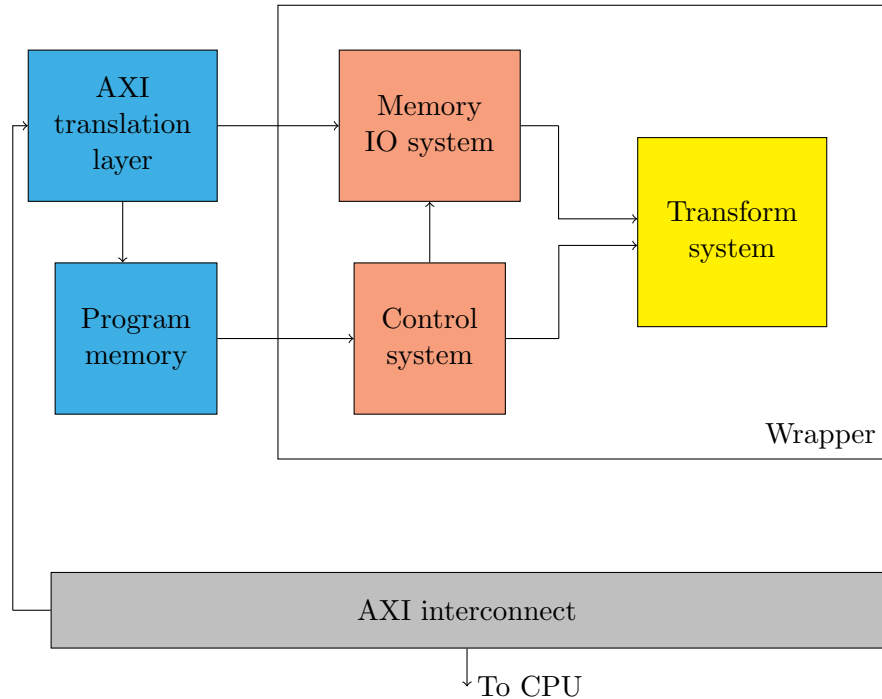 AXI
translation
layer
Memory
IO system
Transform
system
Program
memory
Control
system
Wrapper
AXI interconnect
To CPU